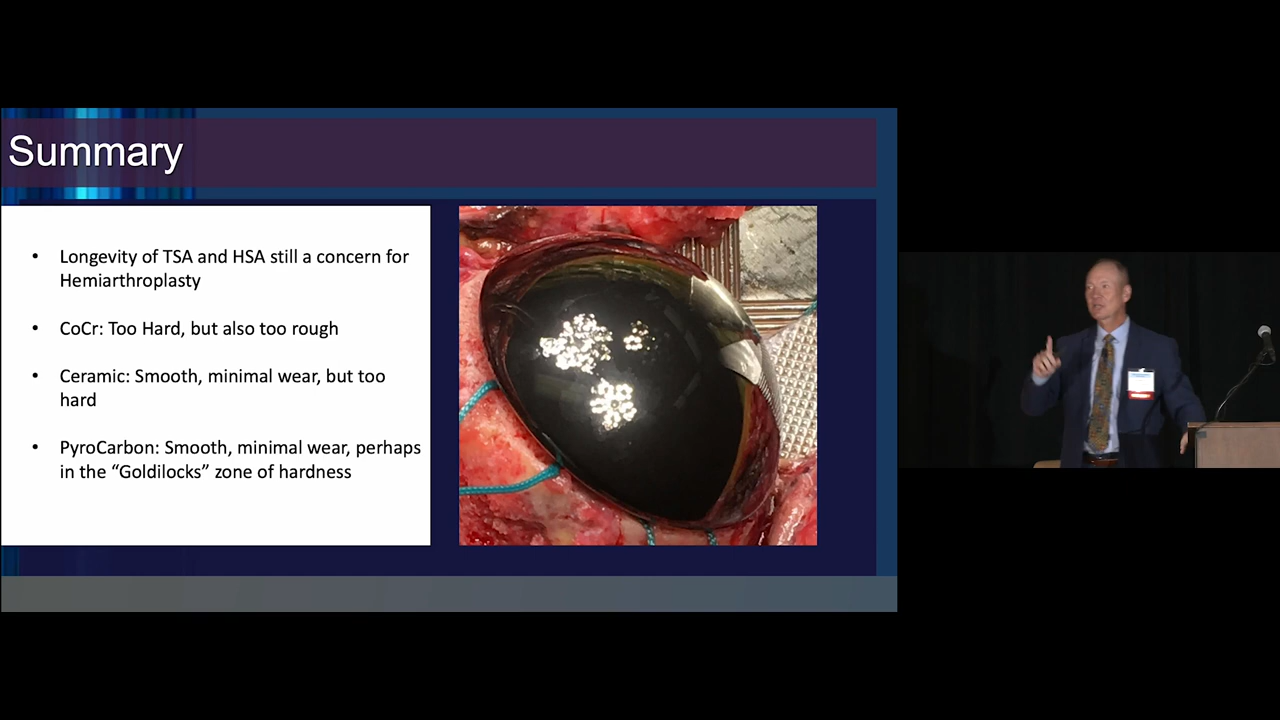 Summary
• Longevity of TSA and HSA still a concern for
Hemiarthroplasty
• CoCr: Too Hard, but also too rough
• Ceramic: Smooth, minimal wear, but too
hard
• PyroCarbon: Smooth, minimal wear, perhaps
in the “Goldilocks” zone of hardness